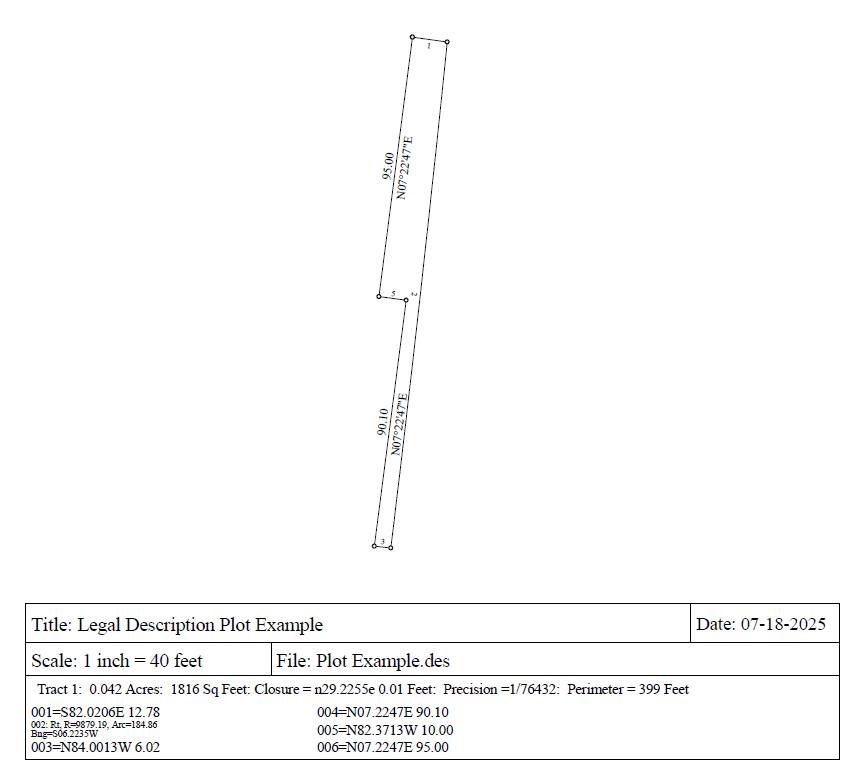 1
95.00
N07°22'47"E
5
2
90.10
N07°22'47"E
3
Title: Legal Description Plot Example
Date: 07-18-2025
Scale: 1 inch = 40 feet
File: Plot Example.des
Tract 1: 0.042 Acres: 1816 Sq Feet: Closure = n29.2255e 0.01 Feet: Precision =1/76432: Perimeter = 399 Feet
001=S82.0206E 12.78
002: Rt, R=9879.19, Arc=184.86
Bng=S06.2235W
003=N84.0013W 6.02
004=N07.2247E 90.10
005=N82.3713W 10.00
006=N07.2247E 95.00